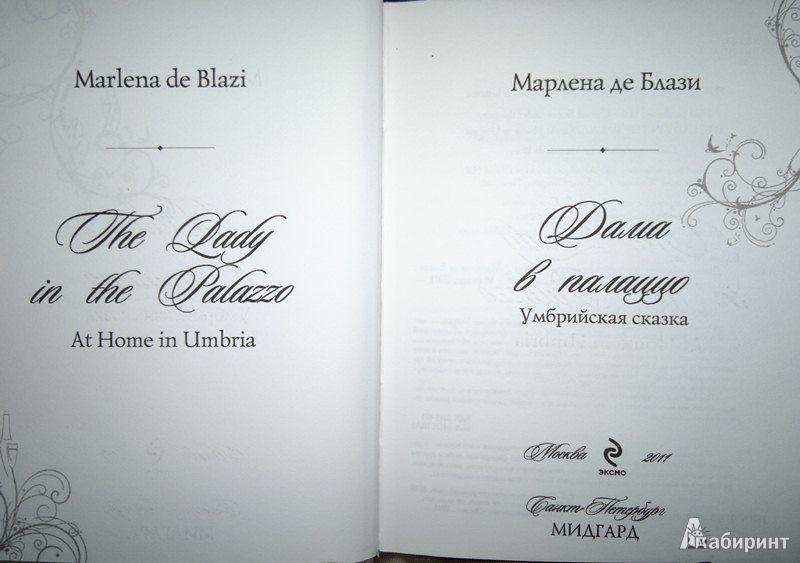 Marlena de Blazi
The Lady
in the Palazzo
At Home in Umbria
Марлена де Блази
Дама
в палаццо
Умбрийская сказка
Москва ЭКСМО 2011
Санкт-Петербург
МИДГАРД
Лабиринт